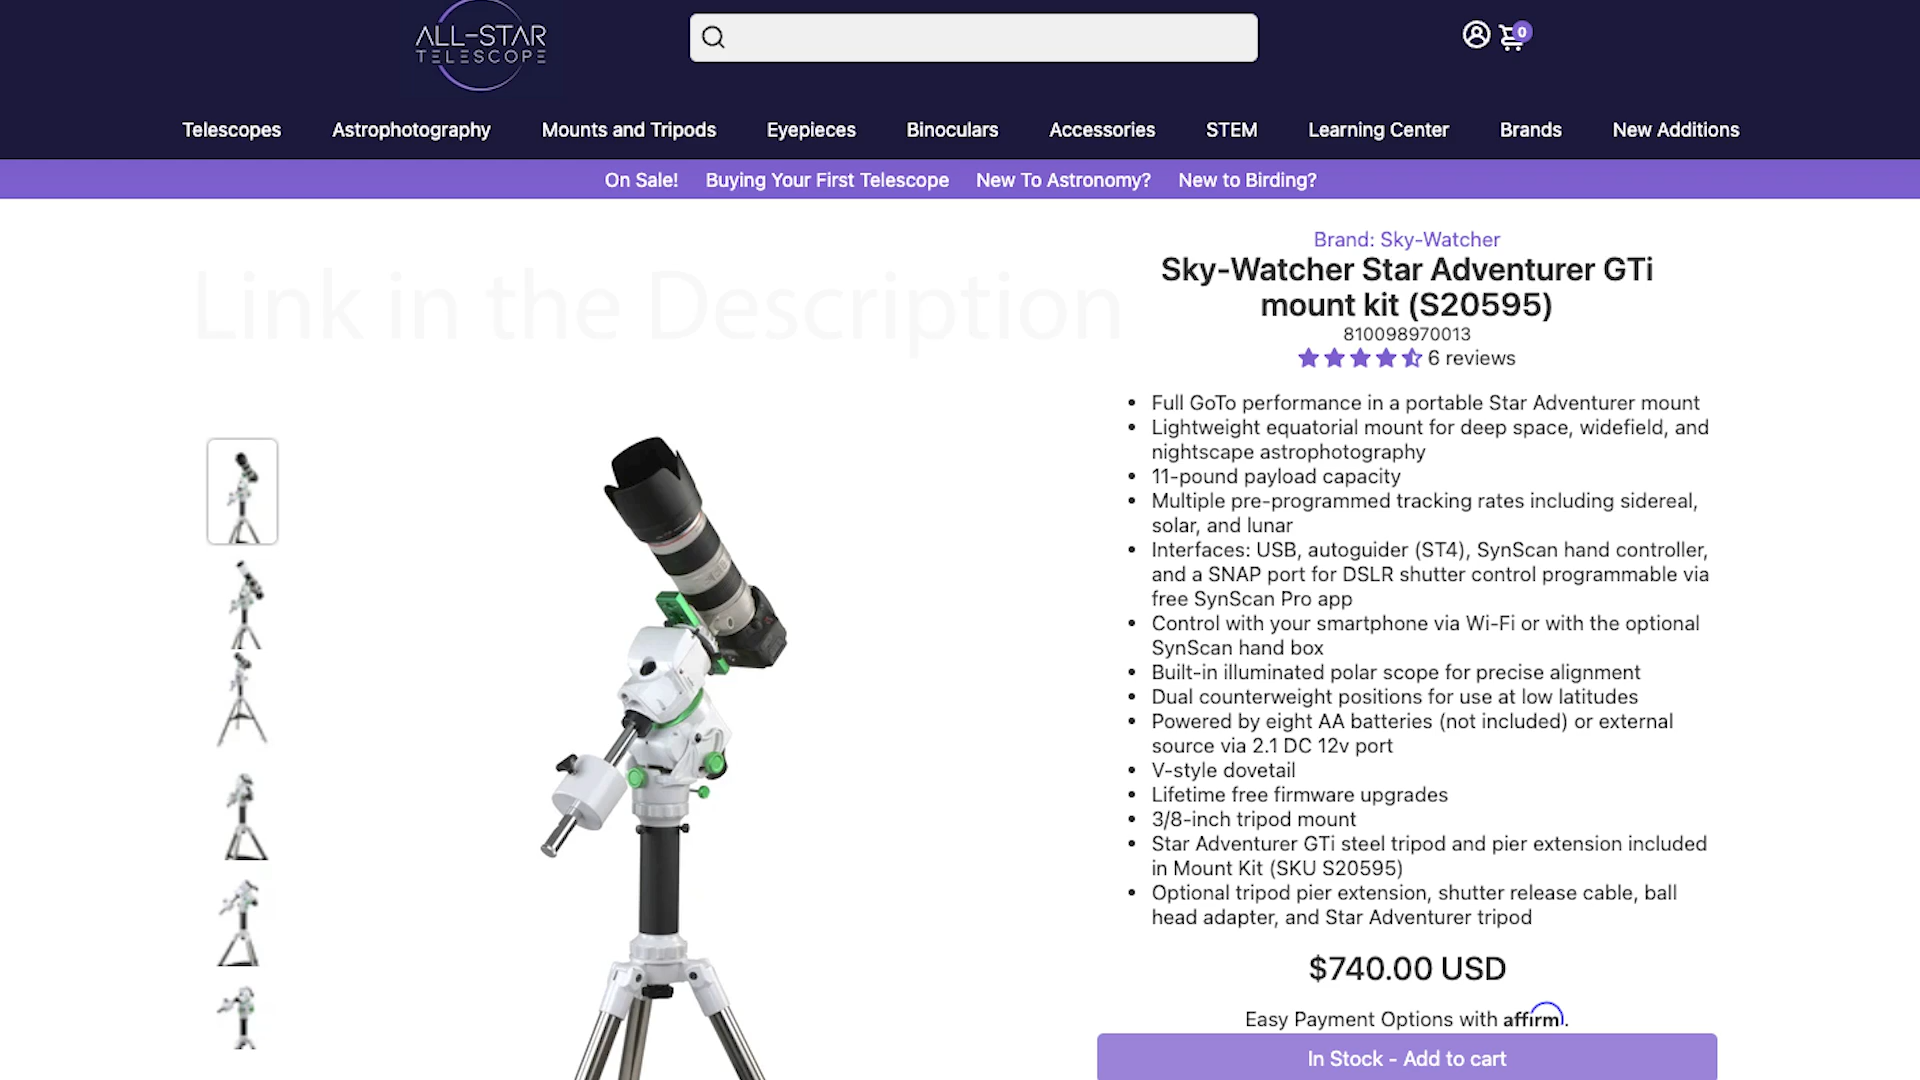 ALL-STAR
TELESCOPE
0
Telescopes
Astrophotography
Mounts and Tripods
Eyepieces
Binoculars
Accessories
STEM
Learning Center
Brands
New Additions
On Sale!
Buying Your First Telescope
New To Astronomy?
New to Birding?
Link in the Description
Brand: Sky-Watcher
Sky-Watcher Star Adventurer GTi
mount kit (S20595)
810098970013
6 reviews
• Full GoTo performance in a portable Star Adventurer mount
• Lightweight equatorial mount for deep space, widefield, and
nightscape astrophotography
• 11-pound payload capacity
• Multiple pre-programmed tracking rates including sidereal,
solar, and lunar
• Interfaces: USB, autoguider (ST4), SynScan hand controller,
and a SNAP port for DSLR shutter control programmable via
free SynScan Pro app
• Control with your smartphone via Wi-Fi or with the optional
SynScan hand box
• Built-in illuminated polar scope for precise alignment
• Dual counterweight positions for use at low latitudes
• Powered by eight AA batteries (not included) or external
source via 2.1 DC 12v port
• V-style dovetail
• Lifetime free firmware upgrades
• 3/8-inch tripod mount
• Star Adventurer GTi steel tripod and pier extension included
in Mount Kit (SKU S20595)
• Optional tripod pier extension, shutter release cable, ball
head adapter, and Star Adventurer tripod
$740.00 USD
Easy Payment Options with affirm.
In Stock - Add to cart